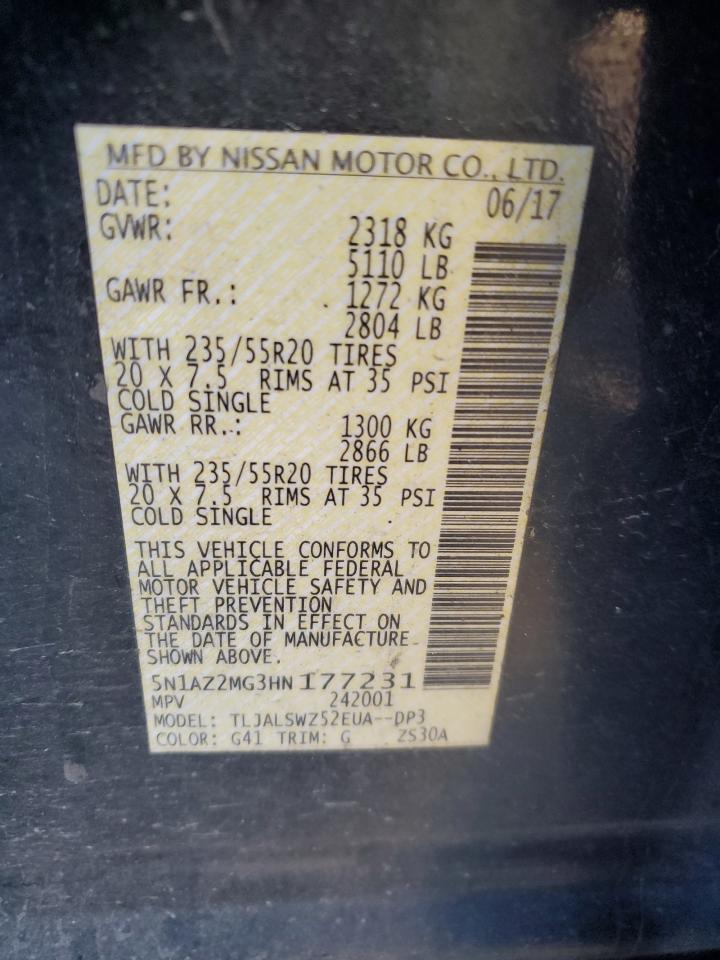 MFD BY NISSAN MOTOR CO., LTD.
DATE: 06/17
GVWR: 2318 KG
5110 LB
GAWR FR.: 1272 KG
2804 LB
WITH 235/55R20 TIRES
20 X 7.5 RIMS AT 35 PSI
COLD SINGLE
GAWR RR.: 1300 KG
2866 LB
WITH 235/55R20 TIRES
20 X 7.5 RIMS AT 35 PSI
COLD SINGLE
THIS VEHICLE CONFORMS TO
ALL APPLICABLE FEDERAL
MOTOR VEHICLE SAFETY AND
THEFT PREVENTION
STANDARDS IN EFFECT ON
THE DATE OF MANUFACTURE
SHOWN ABOVE.
5N1AZ2MG3HN177231
MPV 242001
MODEL: TLJALSWZ52EUA--DP3
COLOR: G41 TRIM: G ZS30A